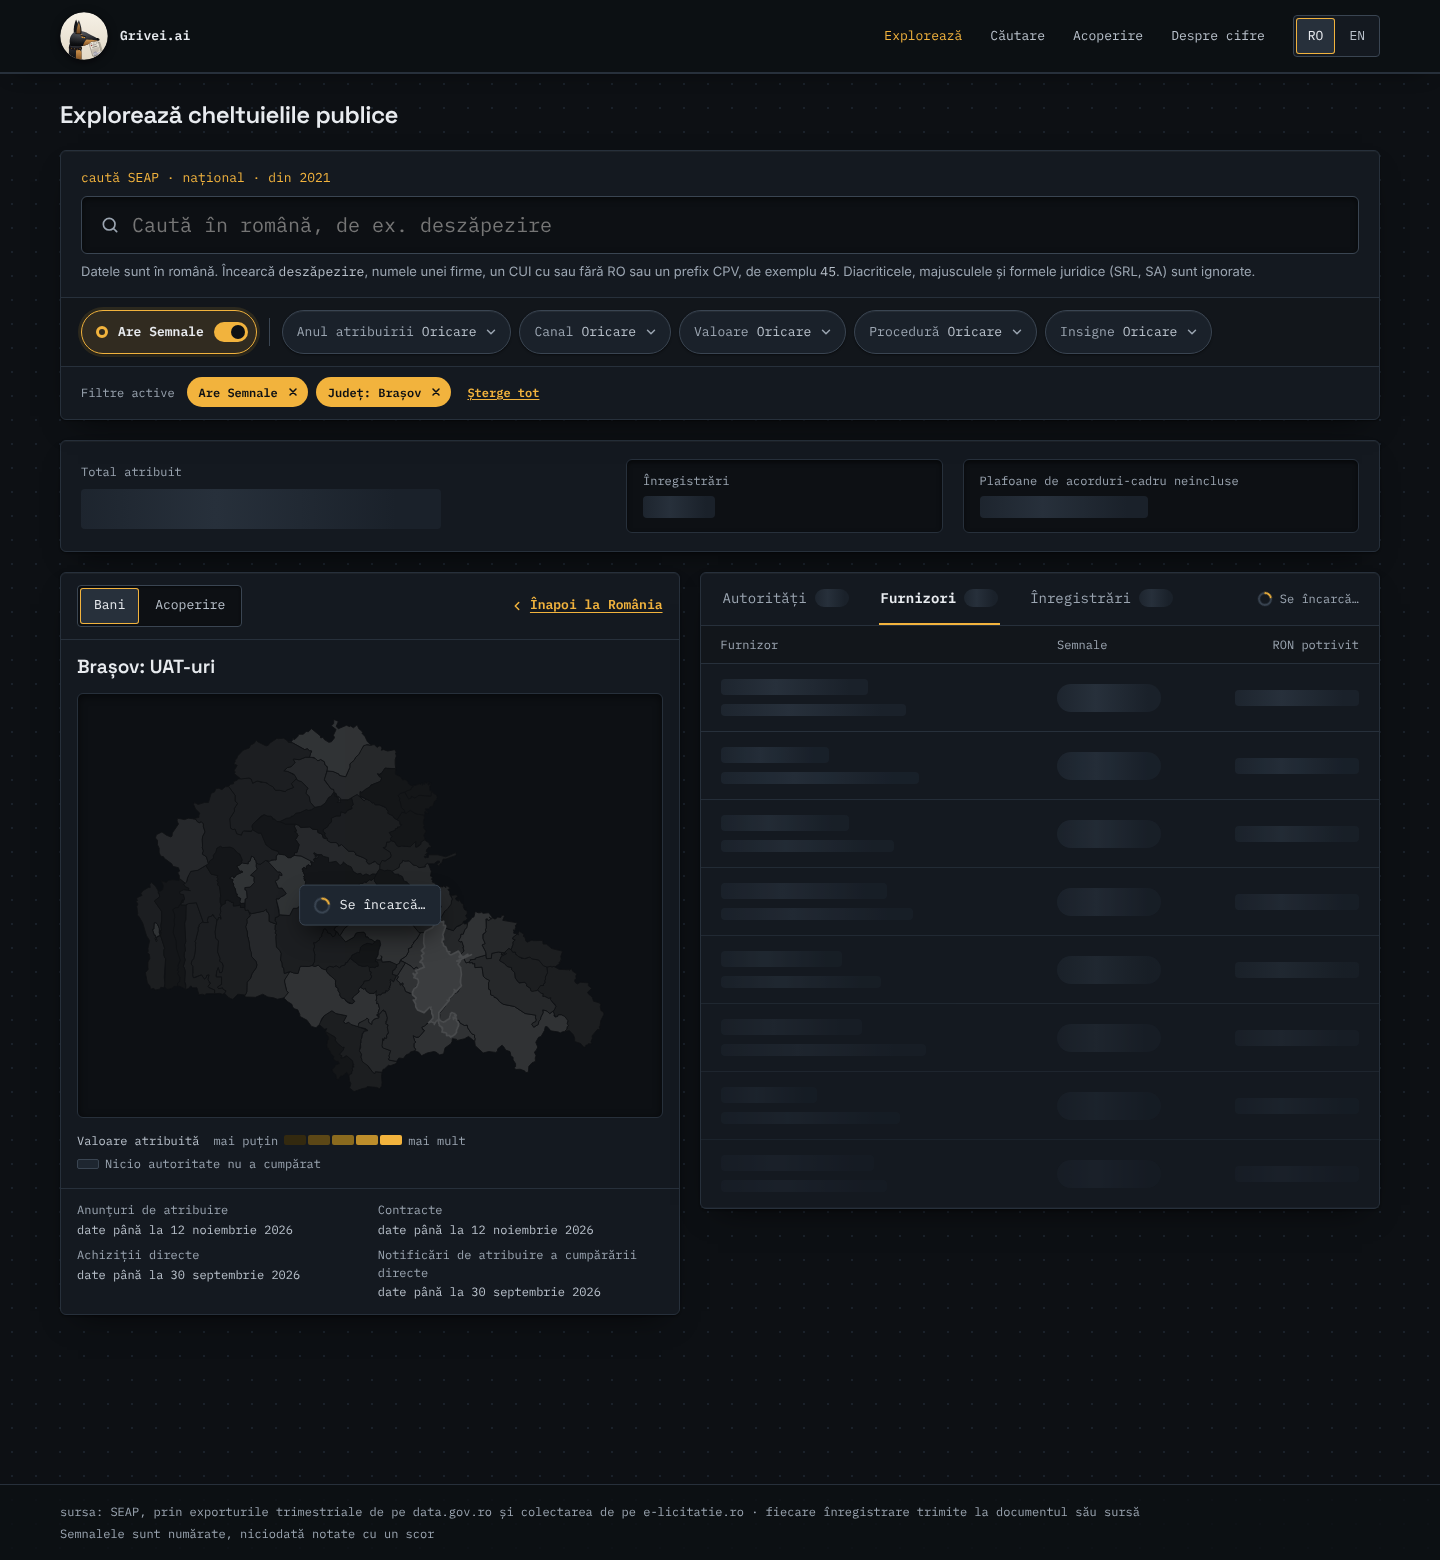 Grivei.ai
Explorează
Căutare
Acoperire
Despre cifre
RO
EN
Explorează cheltuielile publice
caută SEAP · național · din 2021
Caută în română, de ex. deszăpezire
Datele sunt în română. Încearcă deszăpezire, numele unei firme, un CUI cu sau fără RO sau un prefix CPV, de exemplu 45. Diacriticele, majusculele și formele juridice (SRL, SA) sunt ignorate.
Are Semnale
Anul atribuirii Oricare
Canal Oricare
Valoare Oricare
Procedură Oricare
Insigne Oricare
Filtre active
Are Semnale ×
Județ: Brașov ×
Șterge tot
Total atribuit
Înregistrări
Plafoane de acorduri-cadru neincluse
Bani
Acoperire
‹ Înapoi la România
Brașov: UAT-uri
Se încarcă…
Valoare atribuită mai puțin mai mult
Nicio autoritate nu a cumpărat
Anunțuri de atribuire
date până la 12 noiembrie 2026
Contracte
date până la 12 noiembrie 2026
Achiziții directe
date până la 30 septembrie 2026
Notificări de atribuire a cumpărării
directe
date până la 30 septembrie 2026
Autorități
Furnizori
Înregistrări
Se încarcă…
Furnizor
Semnale
RON potrivit
sursa: SEAP, prin exporturile trimestriale de pe data.gov.ro și colectarea de pe e-licitatie.ro · fiecare înregistrare trimite la documentul său sursă
Semnalele sunt numărate, niciodată notate cu un scor